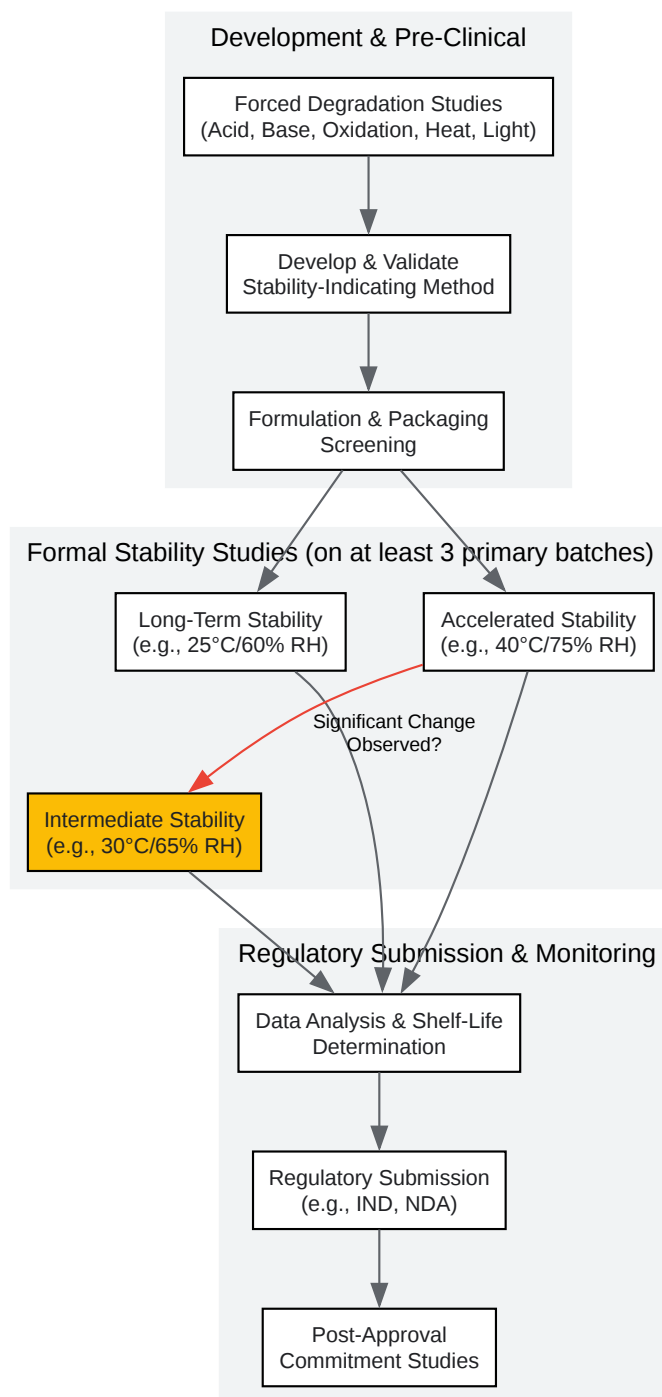 Development & Pre-Clinical
Forced Degradation Studies
(Acid, Base, Oxidation, Heat, Light)
Develop & Validate
Stability-Indicating Method
Formulation & Packaging
Screening
Formal Stability Studies (on at least 3 primary batches)
Long-Term Stability
(e.g., 25°C/60% RH)
Accelerated Stability
(e.g., 40°C/75% RH)
Significant Change
Observed?
Intermediate Stability
(e.g., 30°C/65% RH)
Regulatory Submission & Monitoring
Data Analysis & Shelf-Life
Determination
Regulatory Submission
(e.g., IND, NDA)
Post-Approval
Commitment Studies